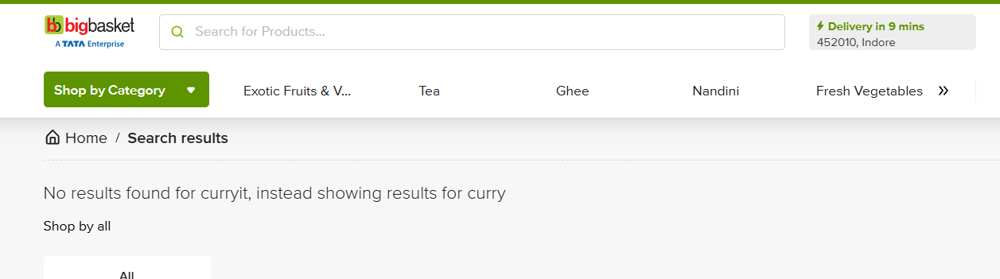 bb bigbasket
A TATA Enterprise
Search for Products...
Delivery in 9 mins
452010, Indore
Shop by Category
Exotic Fruits & V...
Tea
Ghee
Nandini
Fresh Vegetables
Home / Search results
No results found for curryit, instead showing results for curry
Shop by all
All